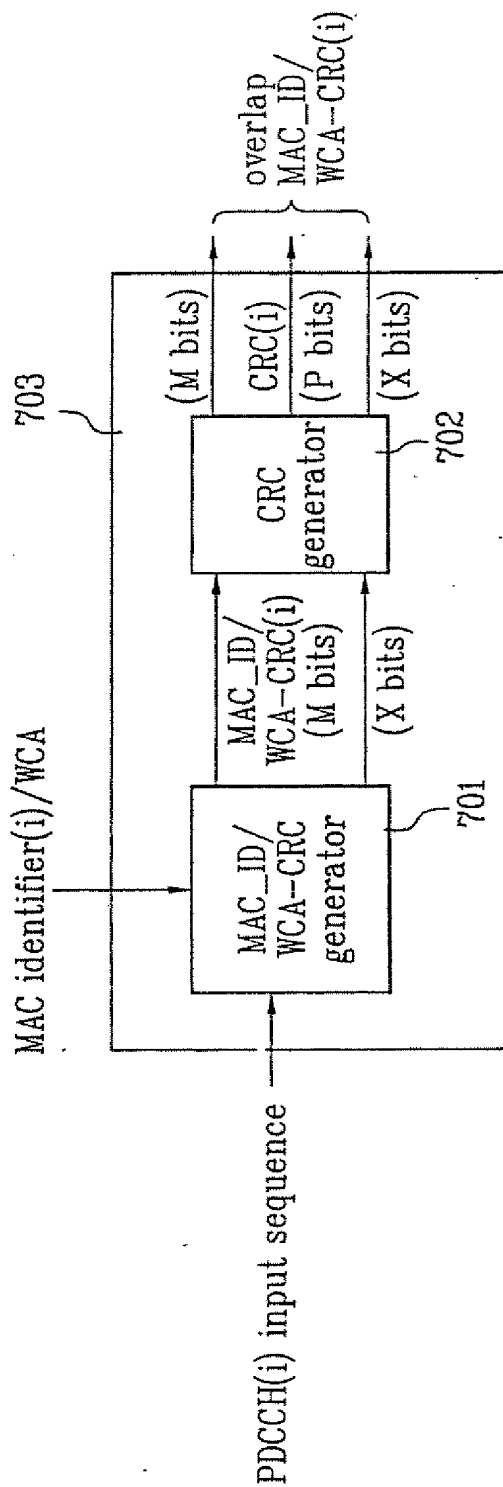 MAC identifier(i)/WCA
703
PDCCH(i) input sequence
MAC_ID/
WCA-CRC
generator
701
MAC_ID/
WCA-CRC(i)
(M bits)
(X bits)
CRC
generator
702
(M bits)
CRC(i)
(P bits)
(X bits)
overlap
MAC_ID/
WCA-CRC(i)